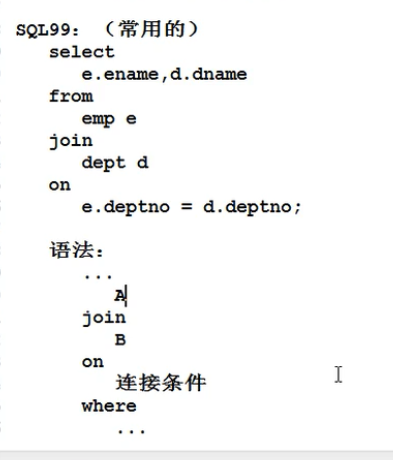 SQL99：（常用的）
select
e.ename,d.dname
from
emp e
join
dept d
on
e.deptno = d.deptno;
语法：
...
A
join
B
on
连接条件
where
...